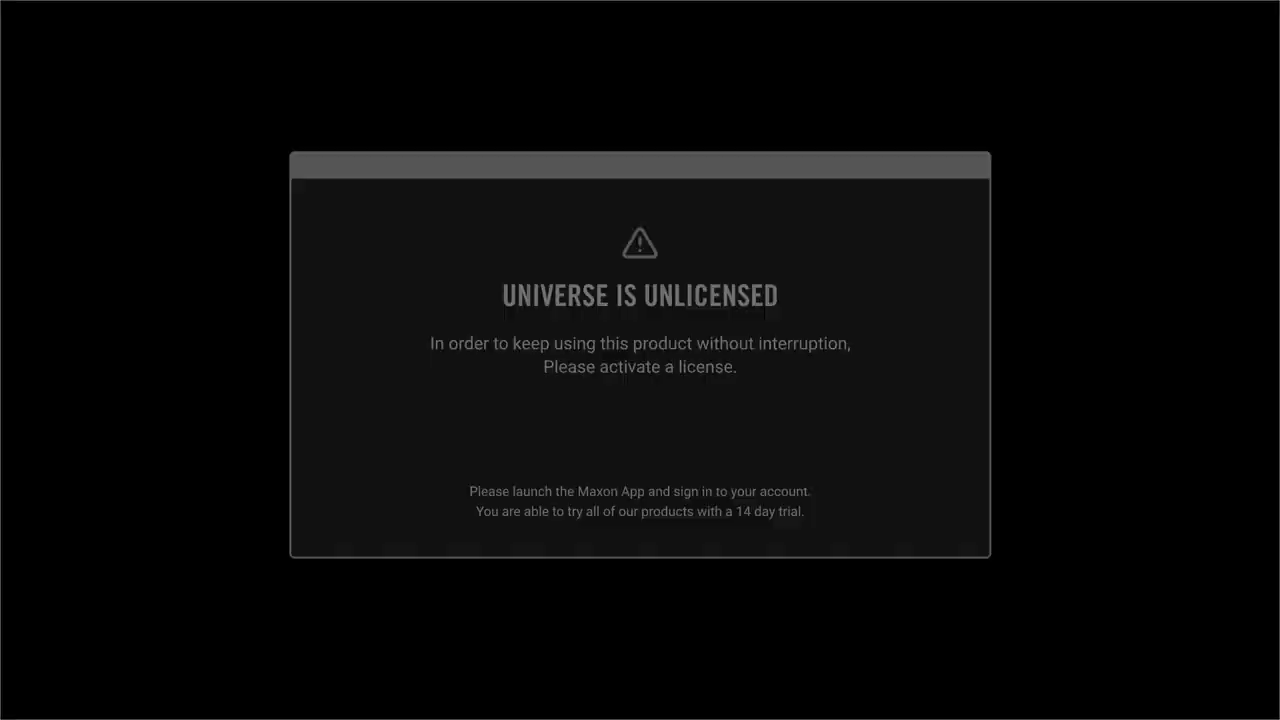 UNIVERSE IS UNLICENSED
In order to keep using this product without interruption,
Please activate a license.
Please launch the Maxon App and sign in to your account.
You are able to try all of our products with a 14 day trial.